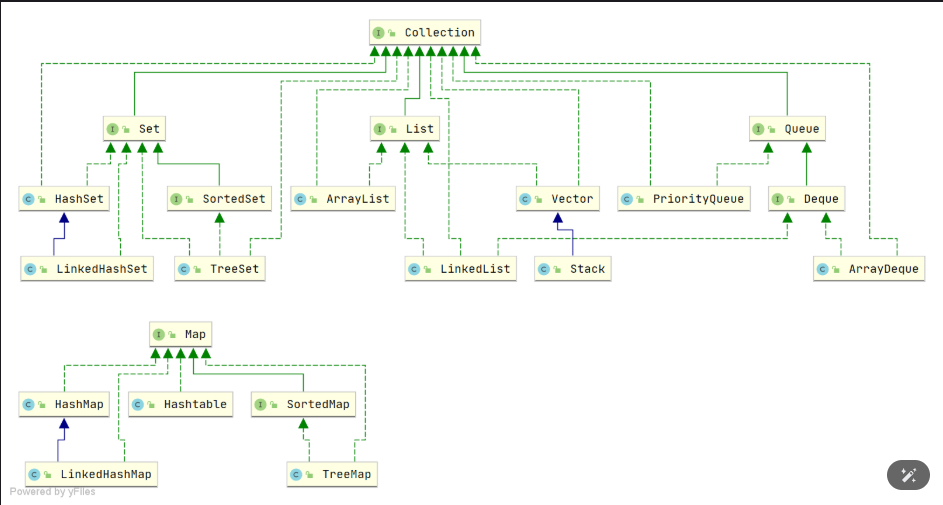 Collection
Set
List
Queue
HashSet
SortedSet
ArrayList
Vector
PriorityQueue
Deque
LinkedHashSet
TreeSet
LinkedList
Stack
ArrayDeque
Map
HashMap
Hashtable
SortedMap
LinkedHashMap
TreeMap
Powered by yFiles